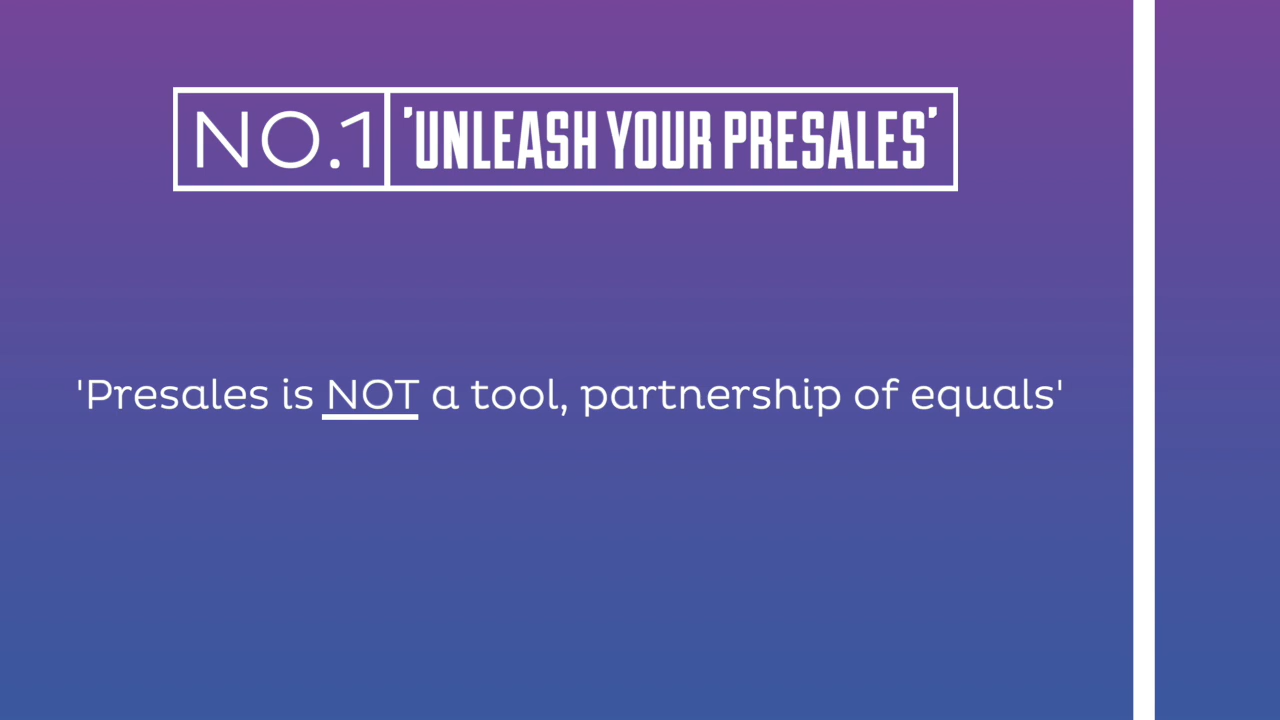 NO.1 'UNLEASH YOUR PRESALES'
'Presales is NOT a tool, partnership of equals'